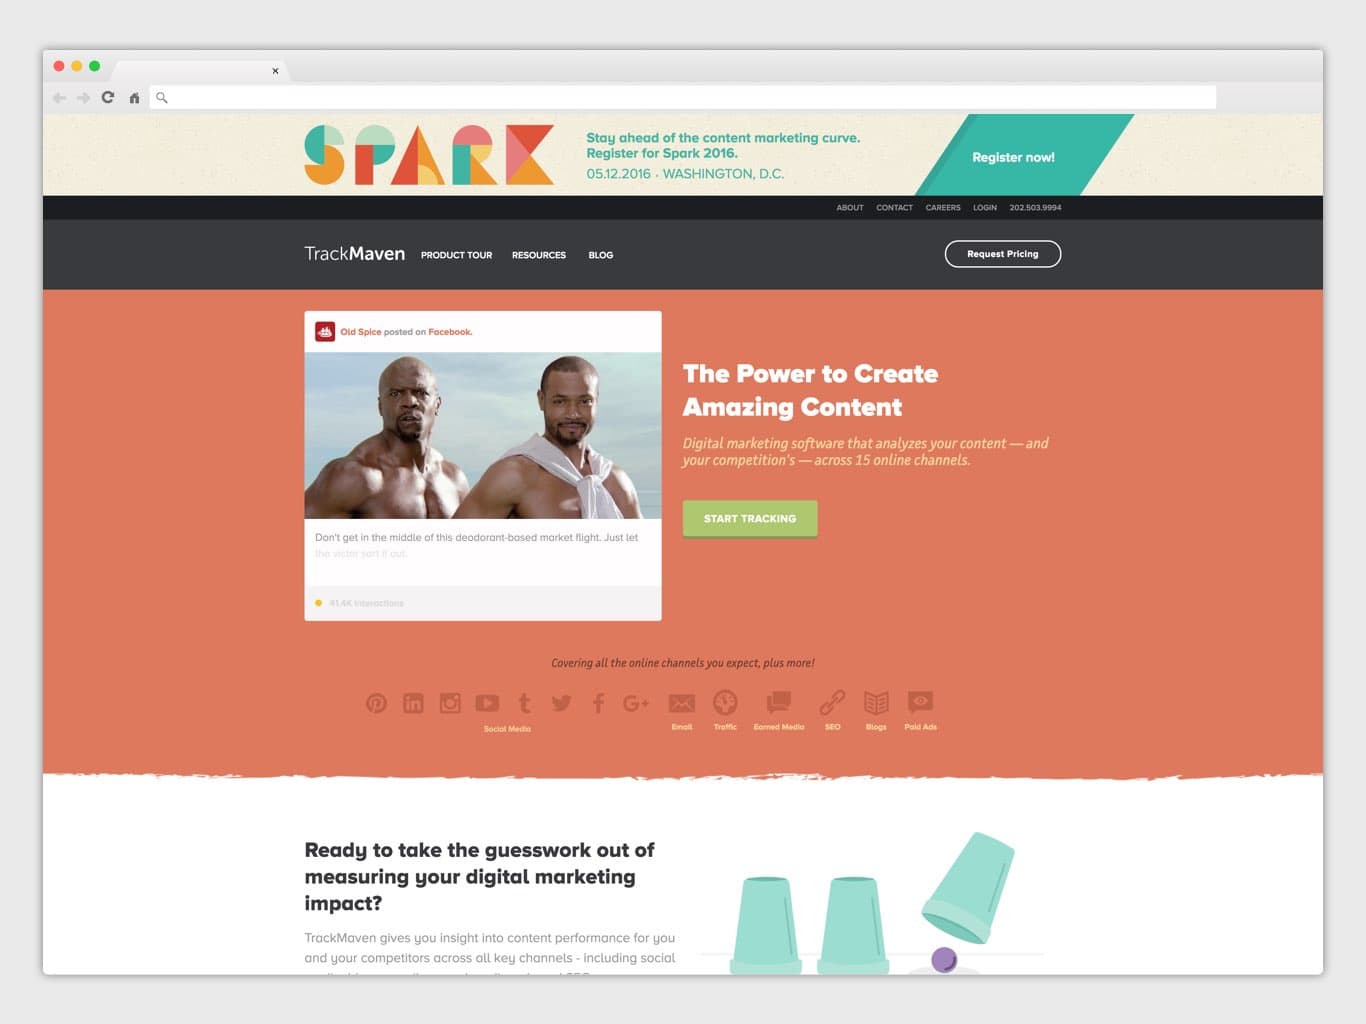 SPARK
Stay ahead of the content marketing curve.
Register for Spark 2016.
05.12.2016 · WASHINGTON, D.C.
Register now!
ABOUT CONTACT CAREERS LOGIN 202.503.9994
TrackMaven PRODUCT TOUR RESOURCES BLOG Request Pricing
Old Spice posted on Facebook.
Don't get in the middle of this deodorant-based market flight. Just let
the victor sort it out.
41.4K Interactions
The Power to Create
Amazing Content
Digital marketing software that analyzes your content — and
your competition's — across 15 online channels.
START TRACKING
Covering all the online channels you expect, plus more!
Social Media Email Traffic Earned Media SEO Blogs Paid Ads
Ready to take the guesswork out of
measuring your digital marketing
impact?
TrackMaven gives you insight into content performance for you
and your competitors across all key channels - including social